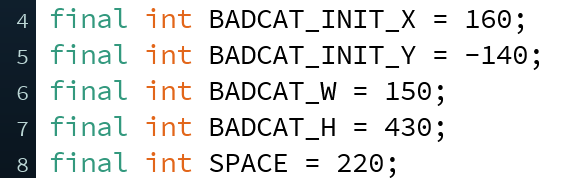 4 final int BADCAT_INIT_X = 160;
5 final int BADCAT_INIT_Y = -140;
6 final int BADCAT_W = 150;
7 final int BADCAT_H = 430;
8 final int SPACE = 220;